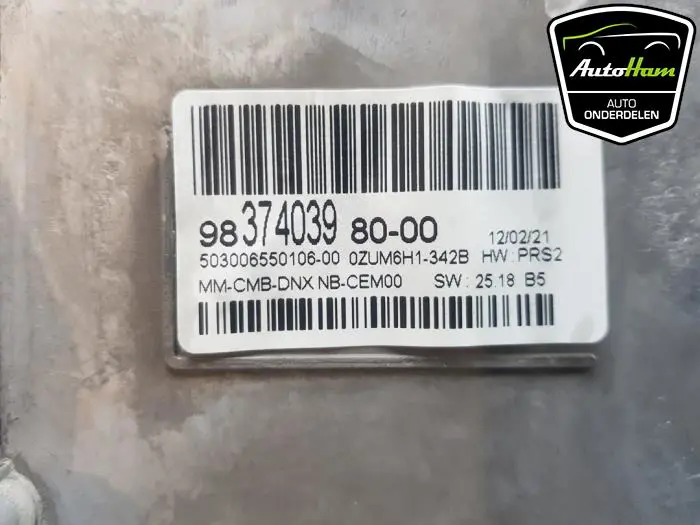 AutoHam
AUTO
ONDERDELEN
98 374039 80-00
12/02/21
503006550106-00 0ZUM6H1-342B HW:PRS2
MM-CMB-DNX NB-CEM00 SW: 25.18 B5